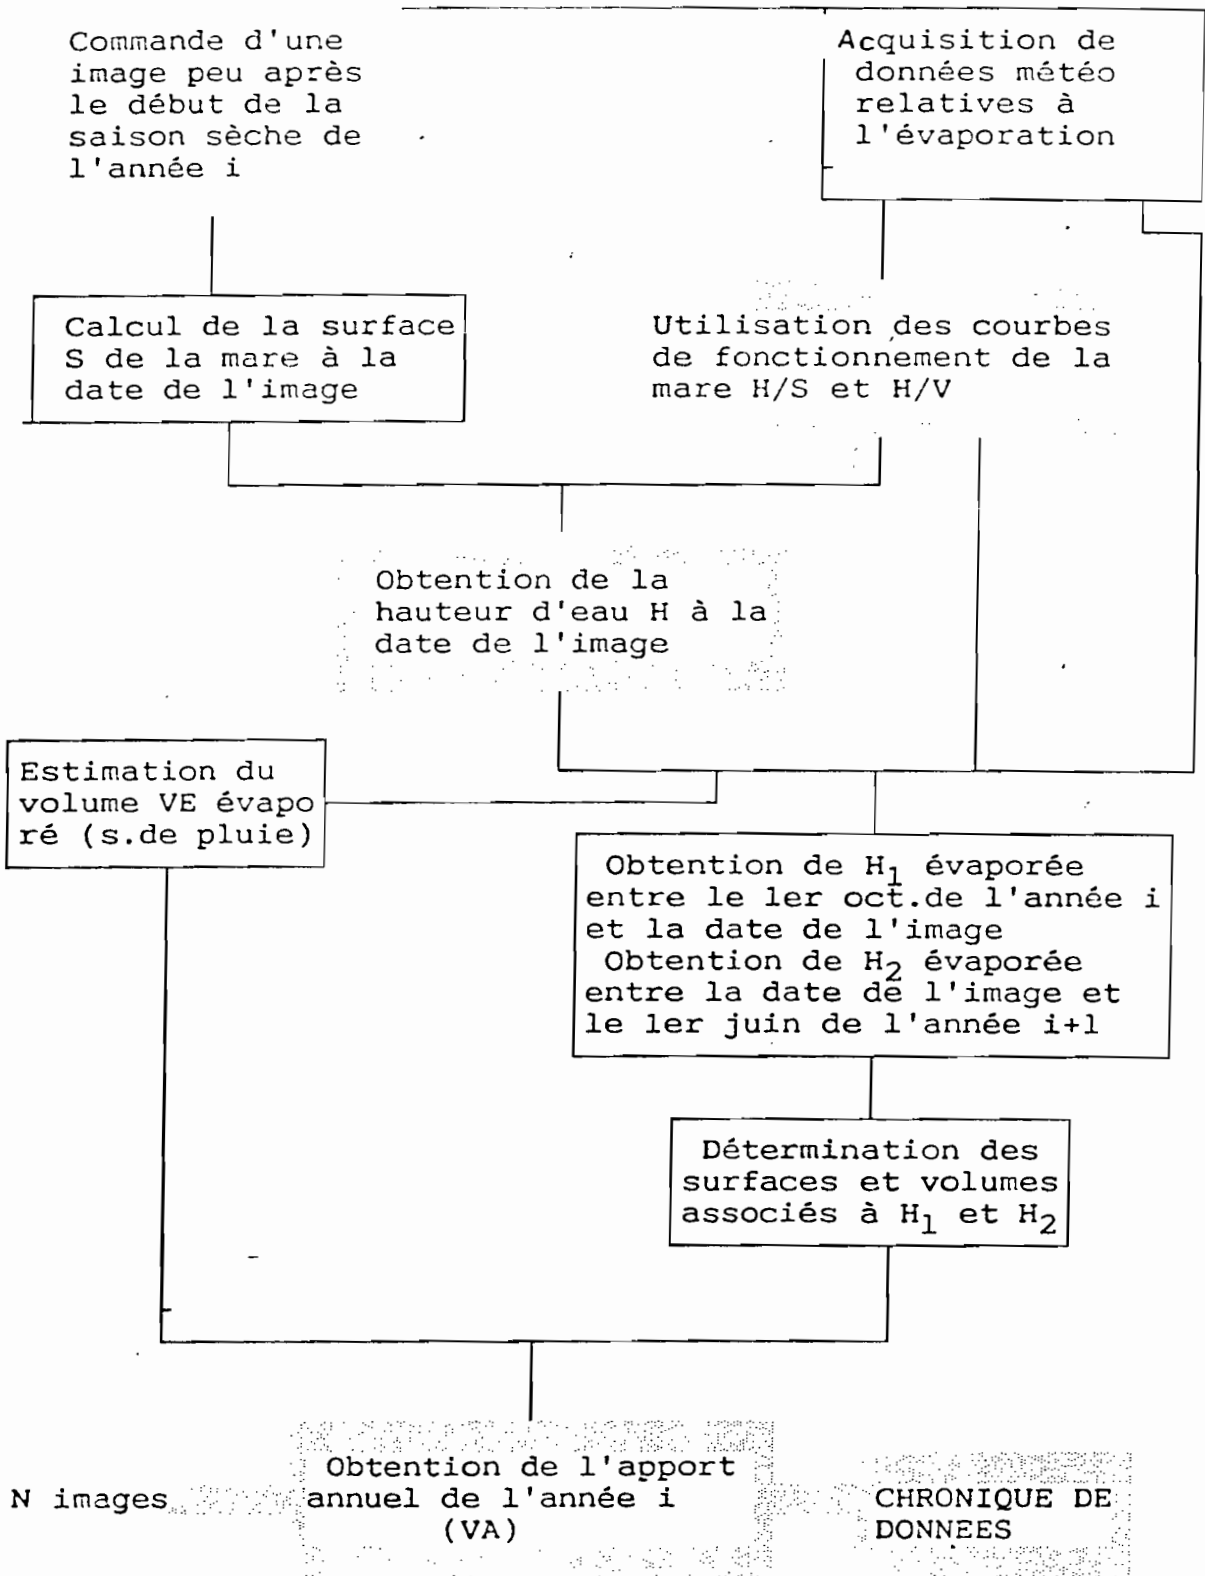 Commande d'une
image peu après
le début de la
saison sèche de
l'année i
Acquisition de
données météo
relatives à
l'évaporation
Calcul de la surface
S de la mare à la
date de l'image
Utilisation des courbes
de fonctionnement de la
mare H/S et H/V
Obtention de la
hauteur d'eau H à la
date de l'image
Estimation du
volume VE évapo
ré (s.de pluie)
Obtention de H₁ évaporée
entre le 1er oct.de l'année i
et la date de l'image
Obtention de H₂ évaporée
entre la date de l'image et
le 1er juin de l'année i+1
Détermination des
surfaces et volumes
associés à H₁ et H₂
N images
Obtention de l'apport
annuel de l'année i
(VA)
CHRONIQUE DE
DONNEES